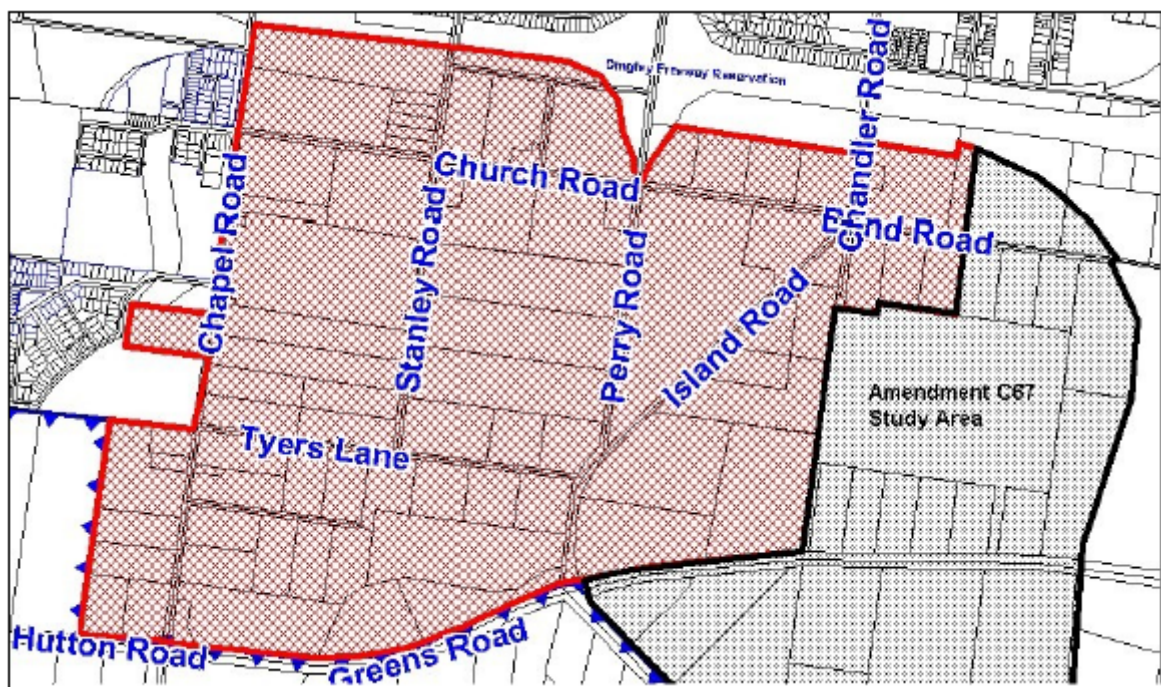 Dingley Freeway Reservation
Chandler Road
Church Road
Bend Road
Chapel Road
Stanley Road
Perry Road
Island Road
Amendment C67
Study Area
Tyers Lane
Hutton Road
Greens Road